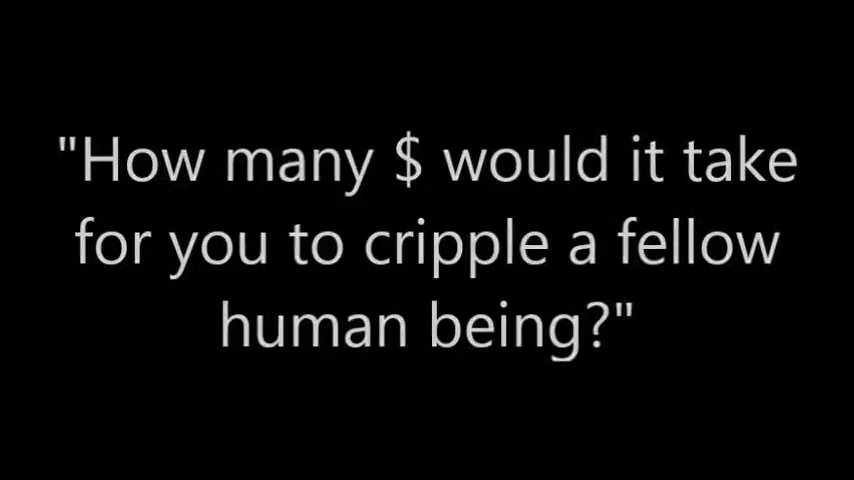 "How many $ would it take
for you to cripple a fellow
human being?"